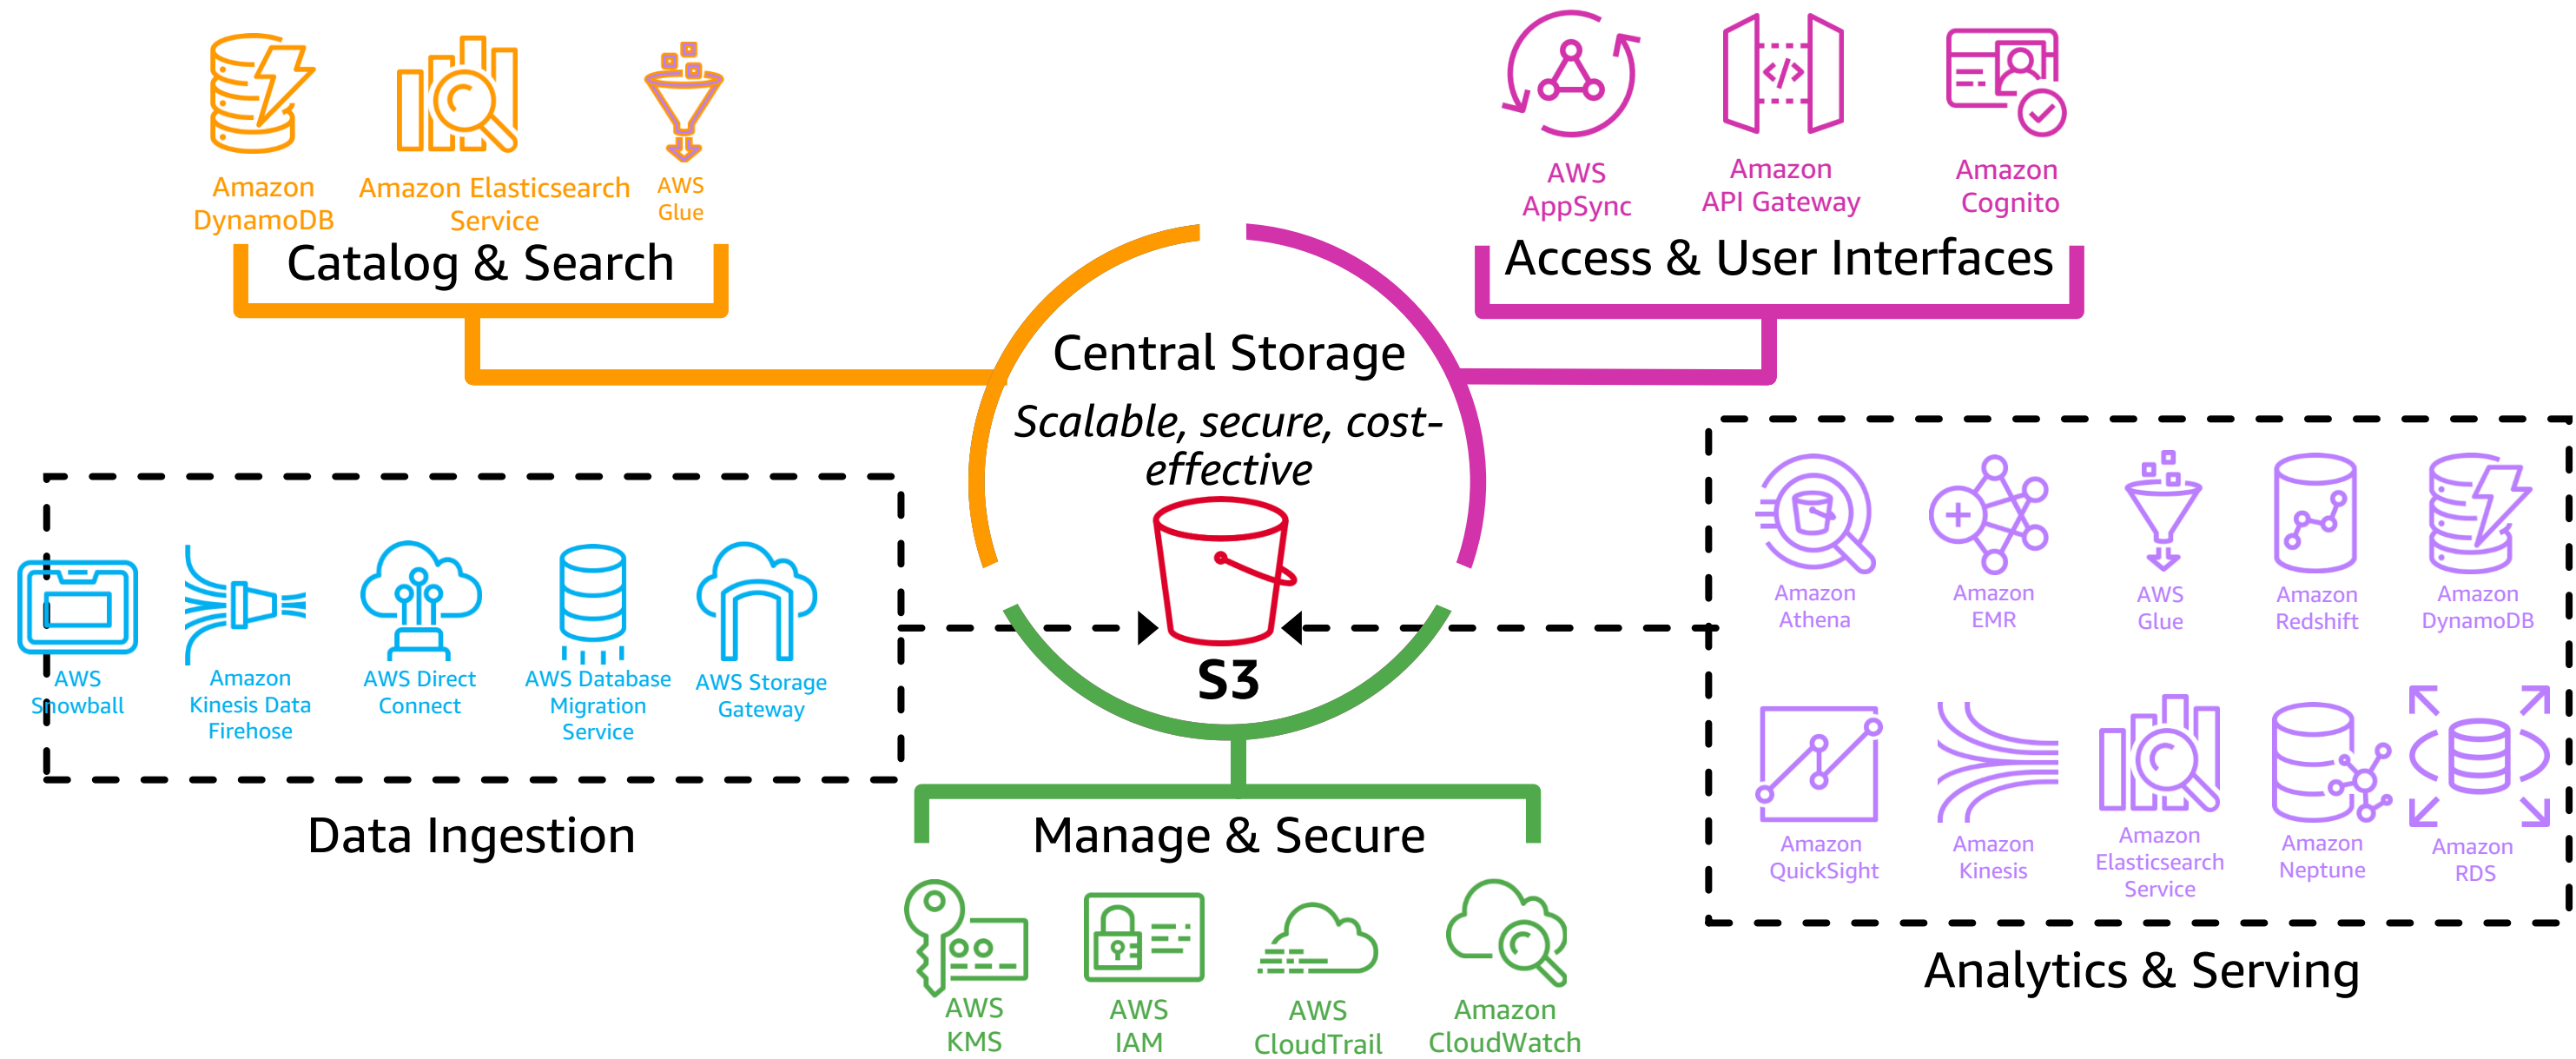 Amazon
DynamoDB
Amazon Elasticsearch
Service
AWS
Glue
Catalog & Search
AWS
AppSync
Amazon
API Gateway
Amazon
Cognito
Access & User Interfaces
Central Storage
Scalable, secure, cost-
effective
S3
AWS
Snowball
Amazon
Kinesis Data
Firehose
AWS Direct
Connect
AWS Database
Migration
Service
AWS Storage
Gateway
Data Ingestion
Amazon
Athena
Amazon
EMR
AWS
Glue
Amazon
Redshift
Amazon
DynamoDB
Amazon
QuickSight
Amazon
Kinesis
Amazon
Elasticsearch
Service
Amazon
Neptune
Amazon
RDS
Analytics & Serving
Manage & Secure
AWS
KMS
AWS
IAM
AWS
CloudTrail
Amazon
CloudWatch